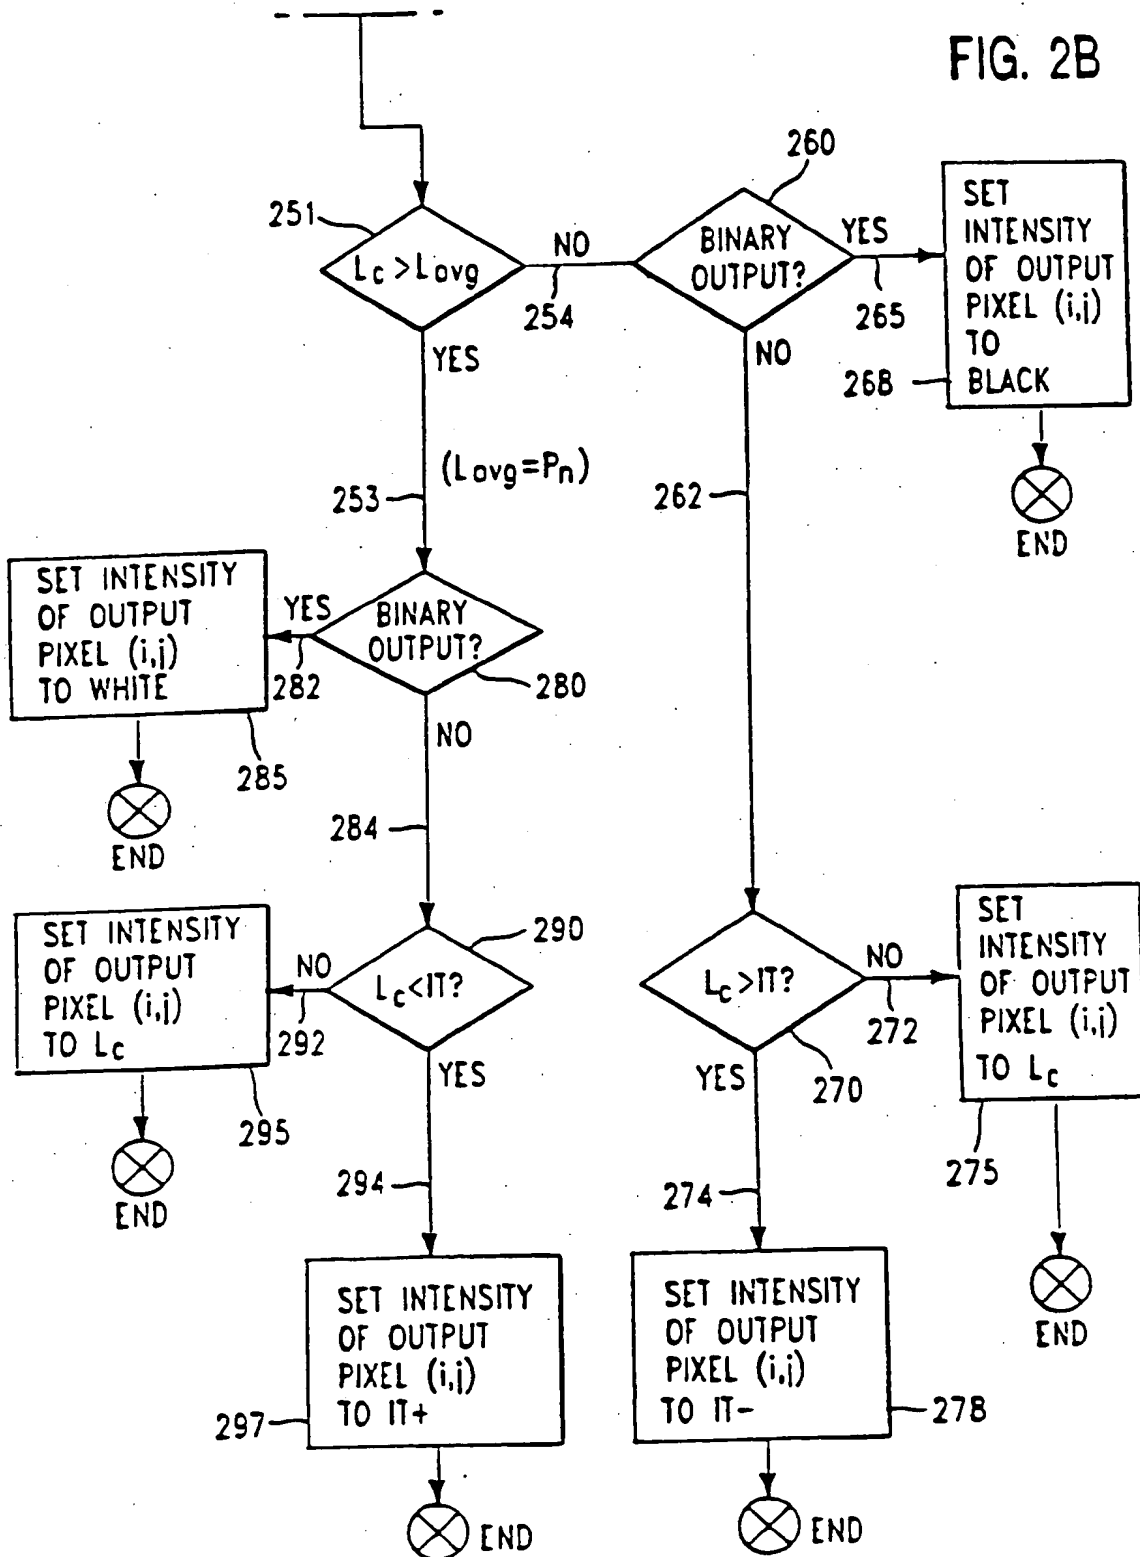 FIG. 2B
260
251
Lc > Lavg
NO
254
BINARY
OUTPUT?
YES
265
SET
INTENSITY
OF OUTPUT
PIXEL (i,j)
TO
BLACK
268
END
YES
NO
(Lavg=Pn)
253
262
SET INTENSITY
OF OUTPUT
PIXEL (i,j)
TO WHITE
YES
282
BINARY
OUTPUT?
280
285
END
NO
284
SET INTENSITY
OF OUTPUT
PIXEL (i,j)
TO Lc
NO
292
Lc<IT?
290
295
END
YES
Lc>IT?
NO
272
270
YES
SET
INTENSITY
OF OUTPUT
PIXEL (i,j)
TO Lc
275
END
294
274
SET INTENSITY
OF OUTPUT
PIXEL (i,j)
TO IT+
297
END
SET INTENSITY
OF OUTPUT
PIXEL (i,j)
TO IT-
278
END